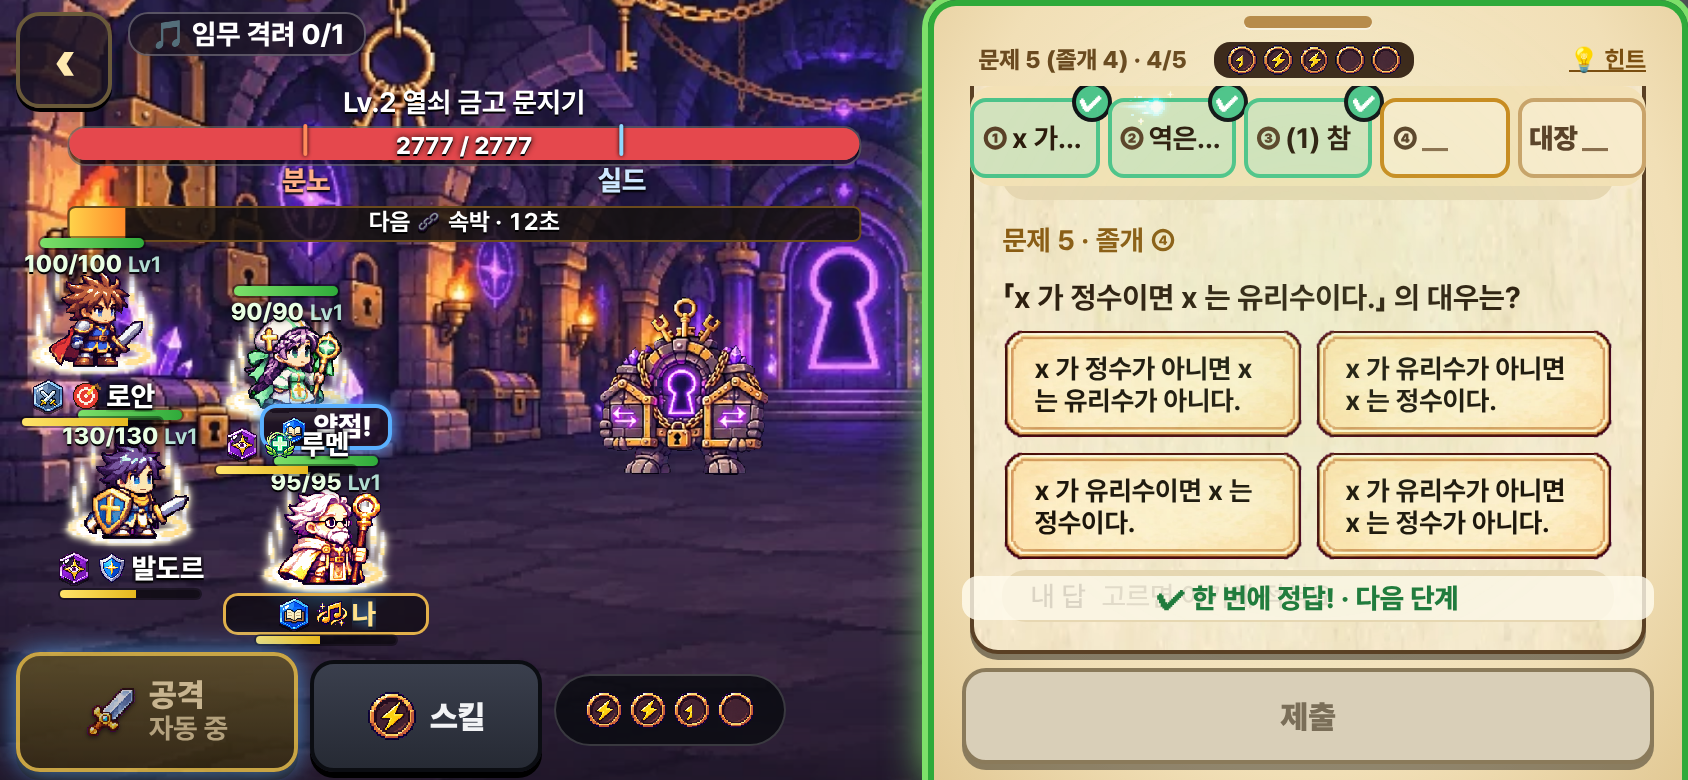 임무 격려 0/1
Lv.2 열쇠 금고 문지기
2777 / 2777
분노
실드
다음 속박 · 12초
100/100 Lv1
로안
90/90 Lv1
약점!
루멘
130/130 Lv1
발도르
95/95 Lv1
나
공격
자동 중
스킬
문제 5 (졸개 4) · 4/5
힌트
① x 가...
② 역은...
③ (1) 참
④ __
대장 __
문제 5 · 졸개 ④
「x 가 정수이면 x 는 유리수이다.」 의 대우는?
x 가 정수가 아니면 x
는 유리수가 아니다.
x 가 유리수가 아니면
x 는 정수이다.
x 가 유리수이면 x 는
정수이다.
x 가 유리수가 아니면
x 는 정수가 아니다.
내 답
한 번에 정답! · 다음 단계
제출